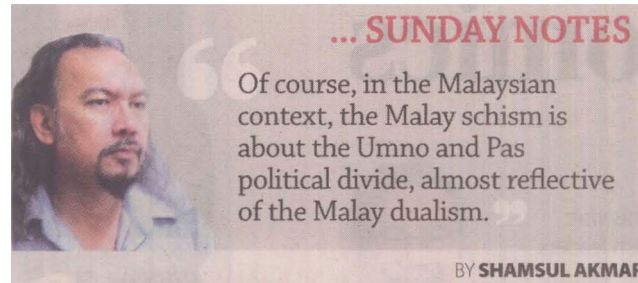 ... SUNDAY NOTES
“Of course, in the Malaysian
context, the Malay schism is
about the Umno and Pas
political divide, almost reflective
of the Malay dualism.”
BY SHAMSUL AKMAR